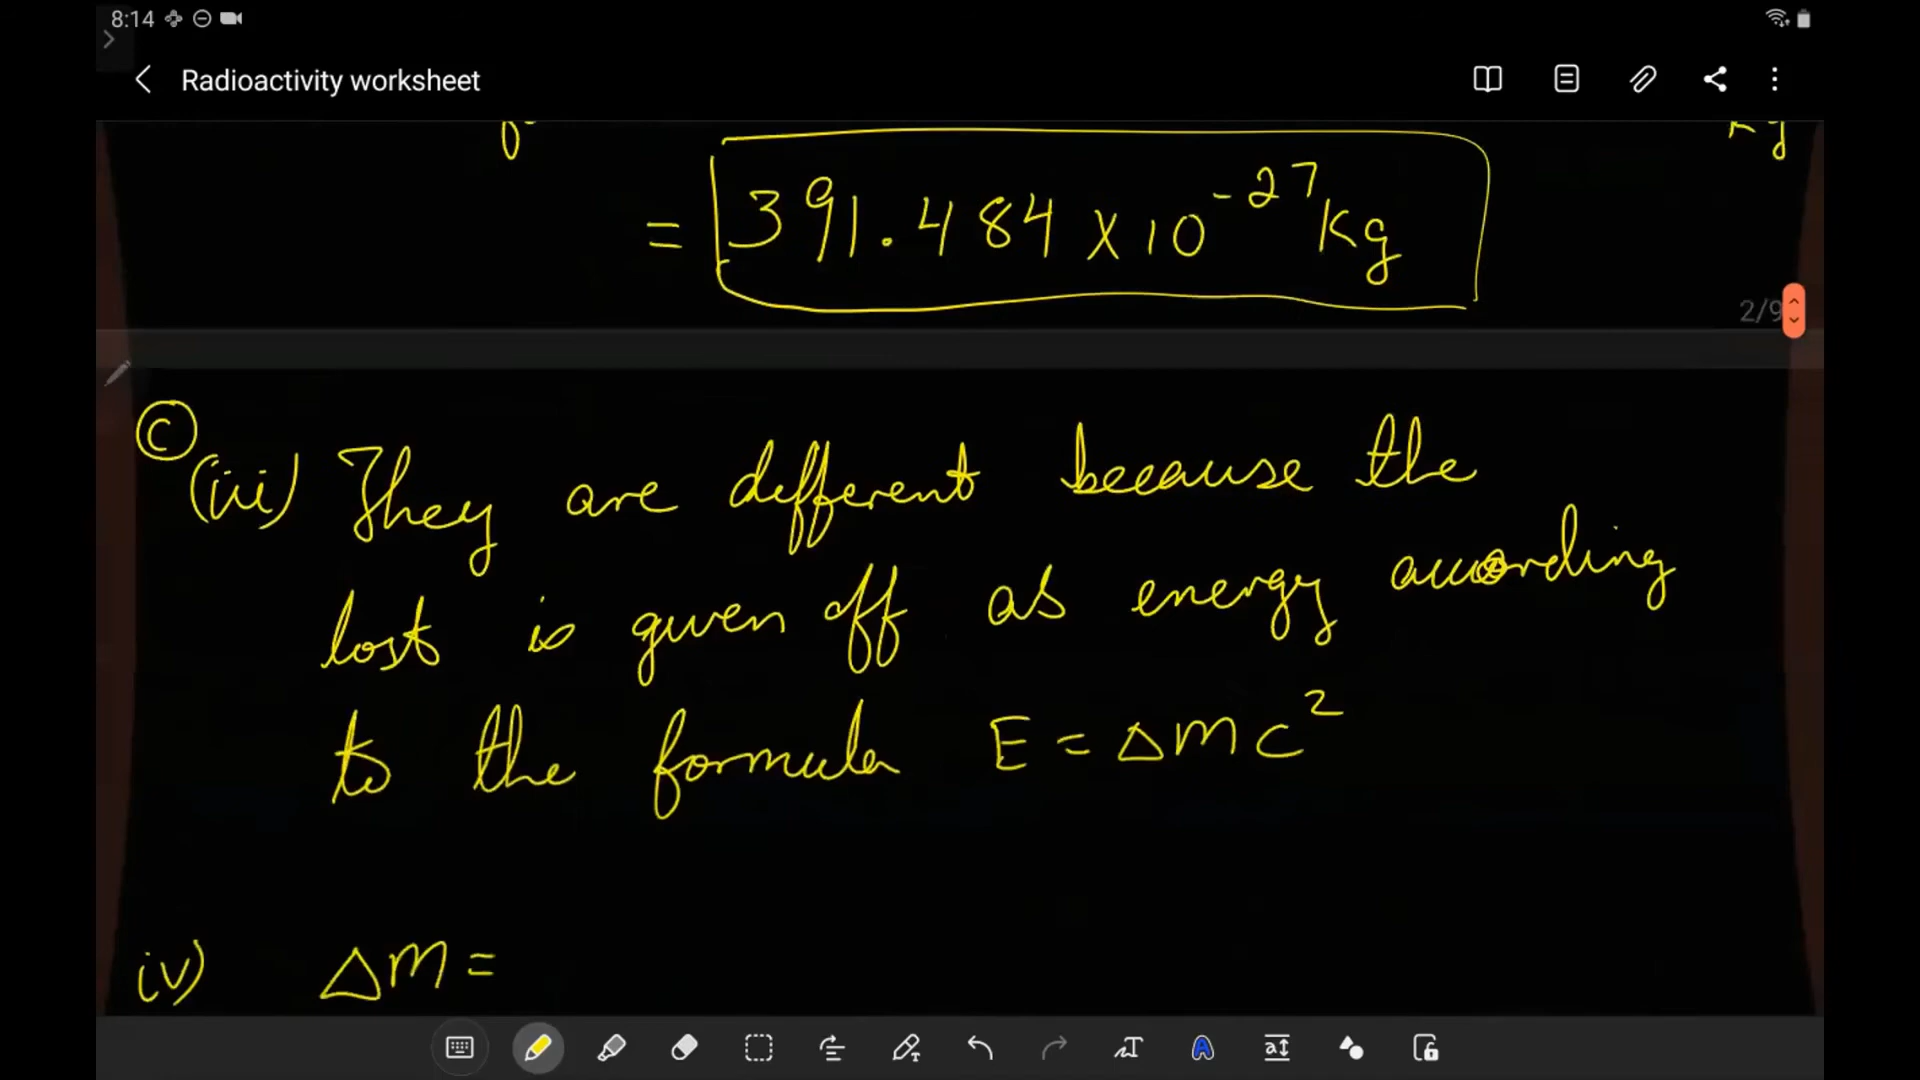 8:14
Radioactivity worksheet
kg
= 391.484 x 10⁻²⁷ kg
2/9
(c)
(iii) They are different because the
lost is given off as energy according
to the formula E = ΔMc²
iv) ΔM =